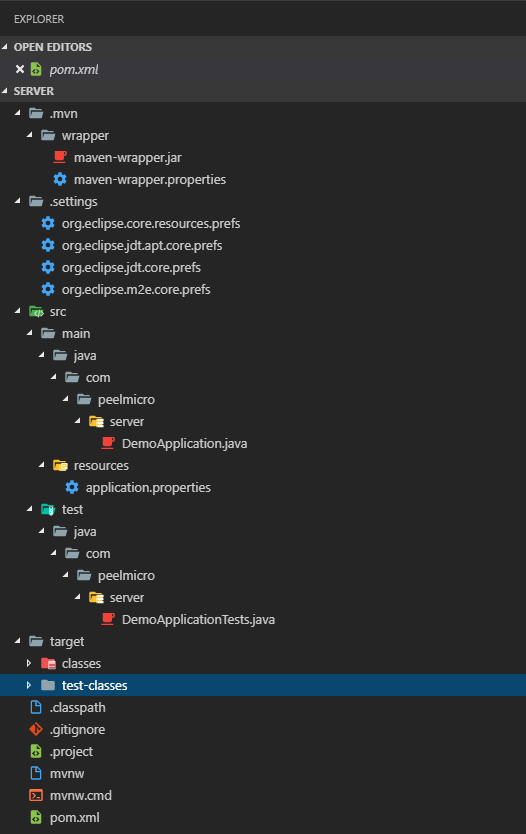 EXPLORER
OPEN EDITORS
pom.xml
SERVER
.mvn
wrapper
maven-wrapper.jar
maven-wrapper.properties
.settings
org.eclipse.core.resources.prefs
org.eclipse.jdt.apt.core.prefs
org.eclipse.jdt.core.prefs
org.eclipse.m2e.core.prefs
src
main
java
com
peelmicro
server
DemoApplication.java
resources
application.properties
test
java
com
peelmicro
server
DemoApplicationTests.java
target
classes
test-classes
.classpath
.gitignore
.project
mvnw
mvnw.cmd
pom.xml